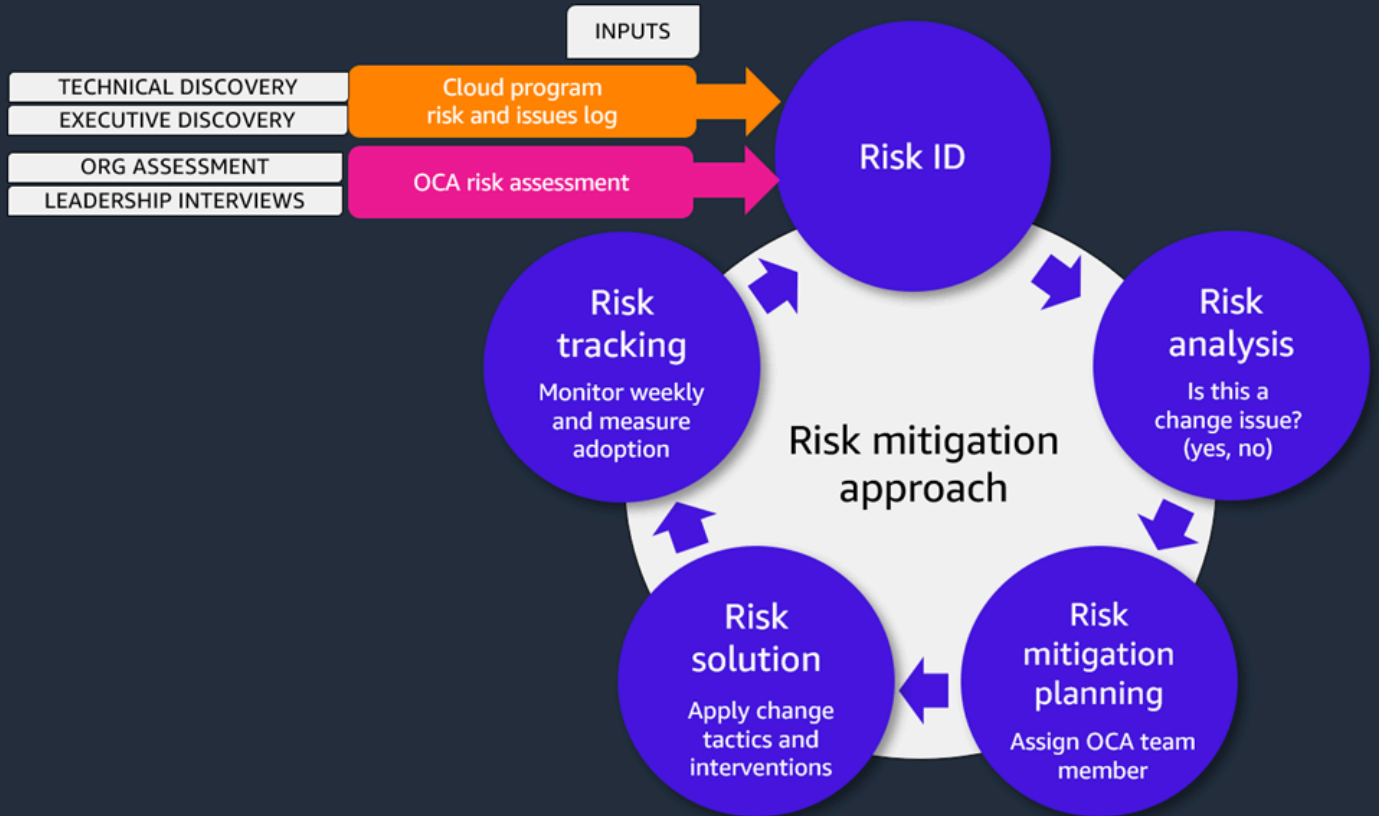 INPUTS
TECHNICAL DISCOVERY
EXECUTIVE DISCOVERY
Cloud program
risk and issues log
ORG ASSESSMENT
LEADERSHIP INTERVIEWS
OCA risk assessment
Risk ID
Risk
analysis
Is this a
change issue?
(yes, no)
Risk
mitigation
planning
Assign OCA team
member
Risk
solution
Apply change
tactics and
interventions
Risk
tracking
Monitor weekly
and measure
adoption
Risk mitigation
approach